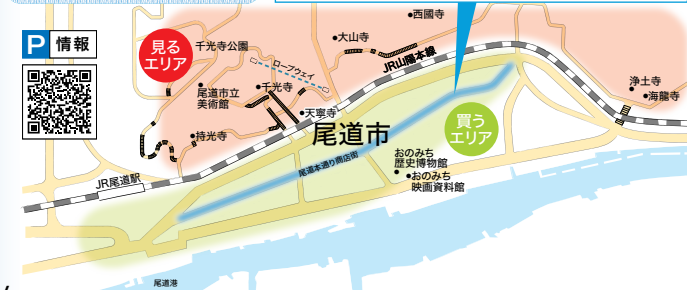 西國寺
大山寺
千光寺公園
P 情報
見る
エリア
ロープウェイ
JR山陽本線
千光寺
尾道市立
美術館
浄土寺
海龍寺
天寧寺
買う
エリア
持光寺
尾道市
おのみち
歴史博物館
尾道本通り商店街
おのみち
映画資料館
JR尾道駅
尾道港